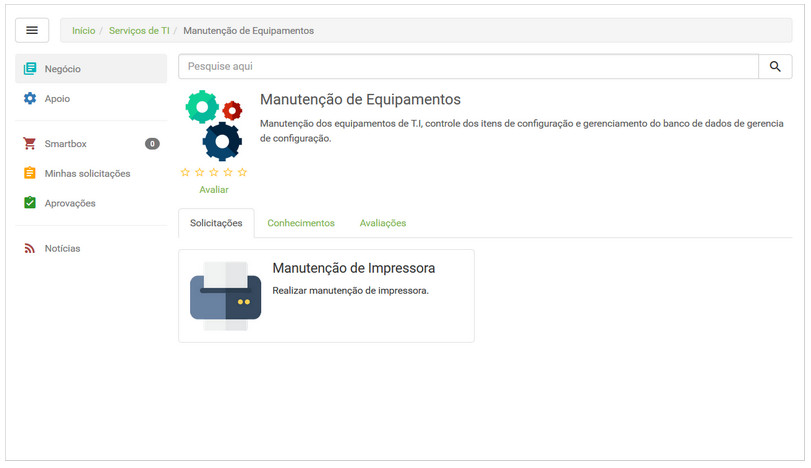 Início / Serviços de TI / Manutenção de Equipamentos
Negócio
Apoio
Smartbox 0
Minhas solicitações
Aprovações
Notícias
Pesquise aqui
Manutenção de Equipamentos
Manutenção dos equipamentos de T.I, controle dos itens de configuração e gerenciamento do banco de dados de gerencia
de configuração.
Avaliar
Solicitações Conhecimentos Avaliações
Manutenção de Impressora
Realizar manutenção de impressora.